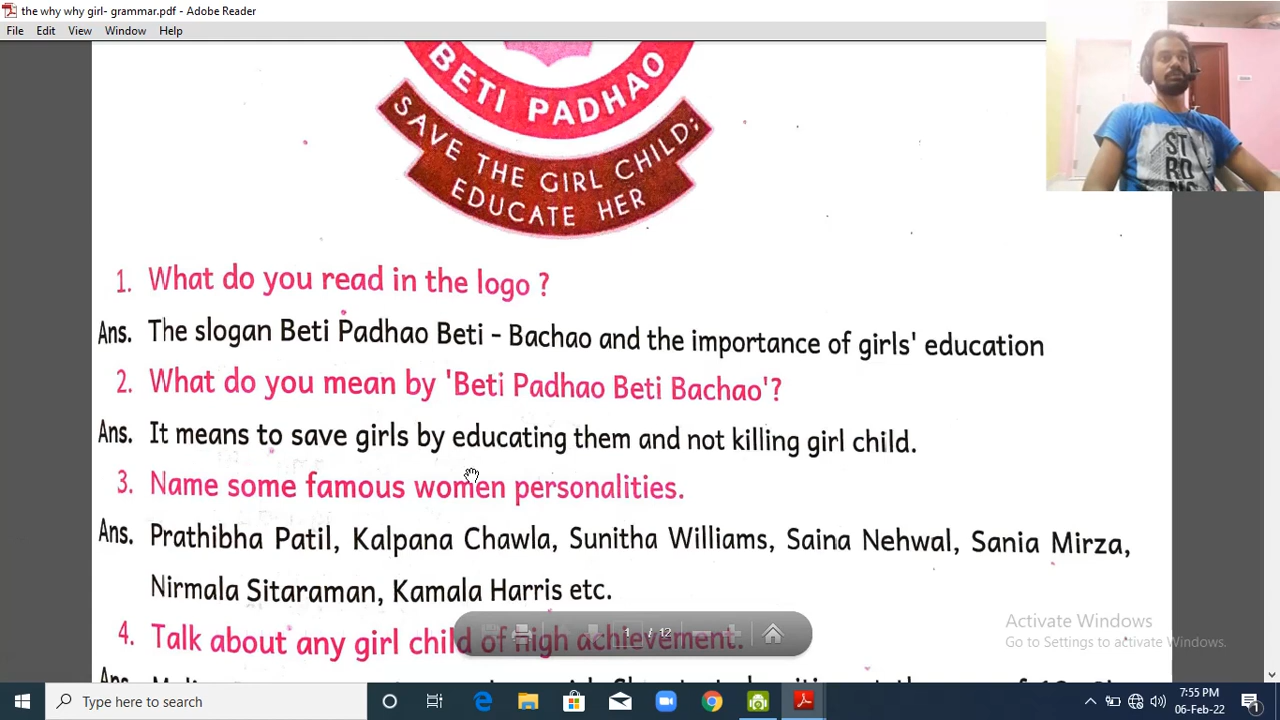 the why why girl- grammar.pdf - Adobe Reader
File Edit View Window Help
BETI PADHAO
SAVE THE GIRL CHILD;
EDUCATE HER
ST
RO
1. What do you read in the logo ?
Ans. The slogan Beti Padhao Beti - Bachao and the importance of girls' education
2. What do you mean by 'Beti Padhao Beti Bachao'?
Ans. It means to save girls by educating them and not killing girl child.
3. Name some famous women personalities.
Ans. Prathibha Patil, Kalpana Chawla, Sunitha Williams, Saina Nehwal, Sania Mirza,
Nirmala Sitaraman, Kamala Harris etc.
4. Talk about any girl child of high achievement.
1 / 12
Activate Windows
Go to Settings to activate Windows.
Type here to search
7:55 PM
06-Feb-22
1